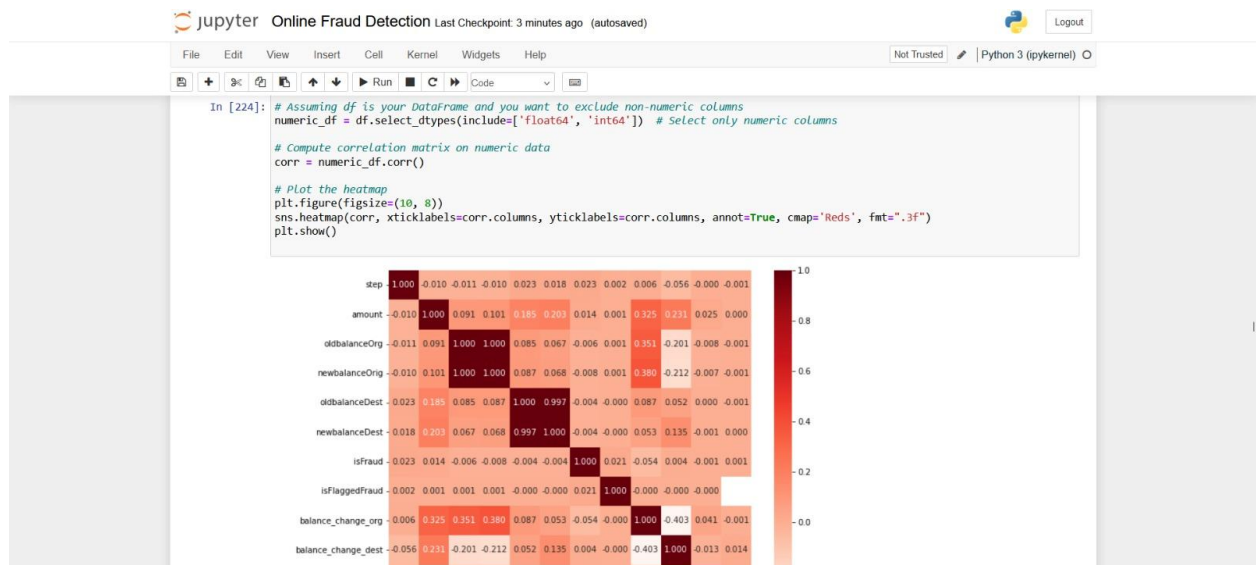 jupyter Online Fraud Detection Last Checkpoint: 3 minutes ago (autosaved)
Logout
File Edit View Insert Cell Kernel Widgets Help
Not Trusted
Python 3 (ipykernel)
Run
Code
In [224]: # Assuming df is your DataFrame and you want to exclude non-numeric columns
numeric_df = df.select_dtypes(include=['float64', 'int64']) # Select only numeric columns
# Compute correlation matrix on numeric data
corr = numeric_df.corr()
# Plot the heatmap
plt.figure(figsize=(10, 8))
sns.heatmap(corr, xticklabels=corr.columns, yticklabels=corr.columns, annot=True, cmap='Reds', fmt=".3f")
plt.show()
step 1.000 -0.010 -0.011 -0.010 0.023 0.018 0.023 0.002 0.006 -0.056 -0.000 -0.001
amount -0.010 1.000 0.091 0.101 0.185 0.203 0.014 0.001 0.325 0.231 0.025 0.000
oldbalanceOrg -0.011 0.091 1.000 1.000 0.085 0.067 -0.006 0.001 0.351 -0.201 -0.008 -0.001
newbalanceOrig -0.010 0.101 1.000 1.000 0.087 0.068 -0.008 0.001 0.380 -0.212 -0.007 -0.001
oldbalanceDest 0.023 0.185 0.085 0.087 1.000 0.997 -0.004 -0.000 0.087 0.052 0.000 -0.001
newbalanceDest 0.018 0.203 0.067 0.068 0.997 1.000 -0.004 -0.000 0.053 0.135 -0.001 0.000
isFraud 0.023 0.014 -0.006 -0.008 -0.004 -0.004 1.000 0.021 -0.054 0.004 -0.001 0.001
isFlaggedFraud 0.002 0.001 0.001 0.001 -0.000 -0.000 0.021 1.000 -0.000 -0.000 -0.000
balance_change_org 0.006 0.325 0.351 0.380 0.087 0.053 -0.054 -0.000 1.000 -0.403 0.041 -0.001
balance_change_dest -0.056 0.231 -0.201 -0.212 0.052 0.135 0.004 -0.000 -0.403 1.000 -0.013 0.014
1.0
0.8
0.6
0.4
0.2
0.0